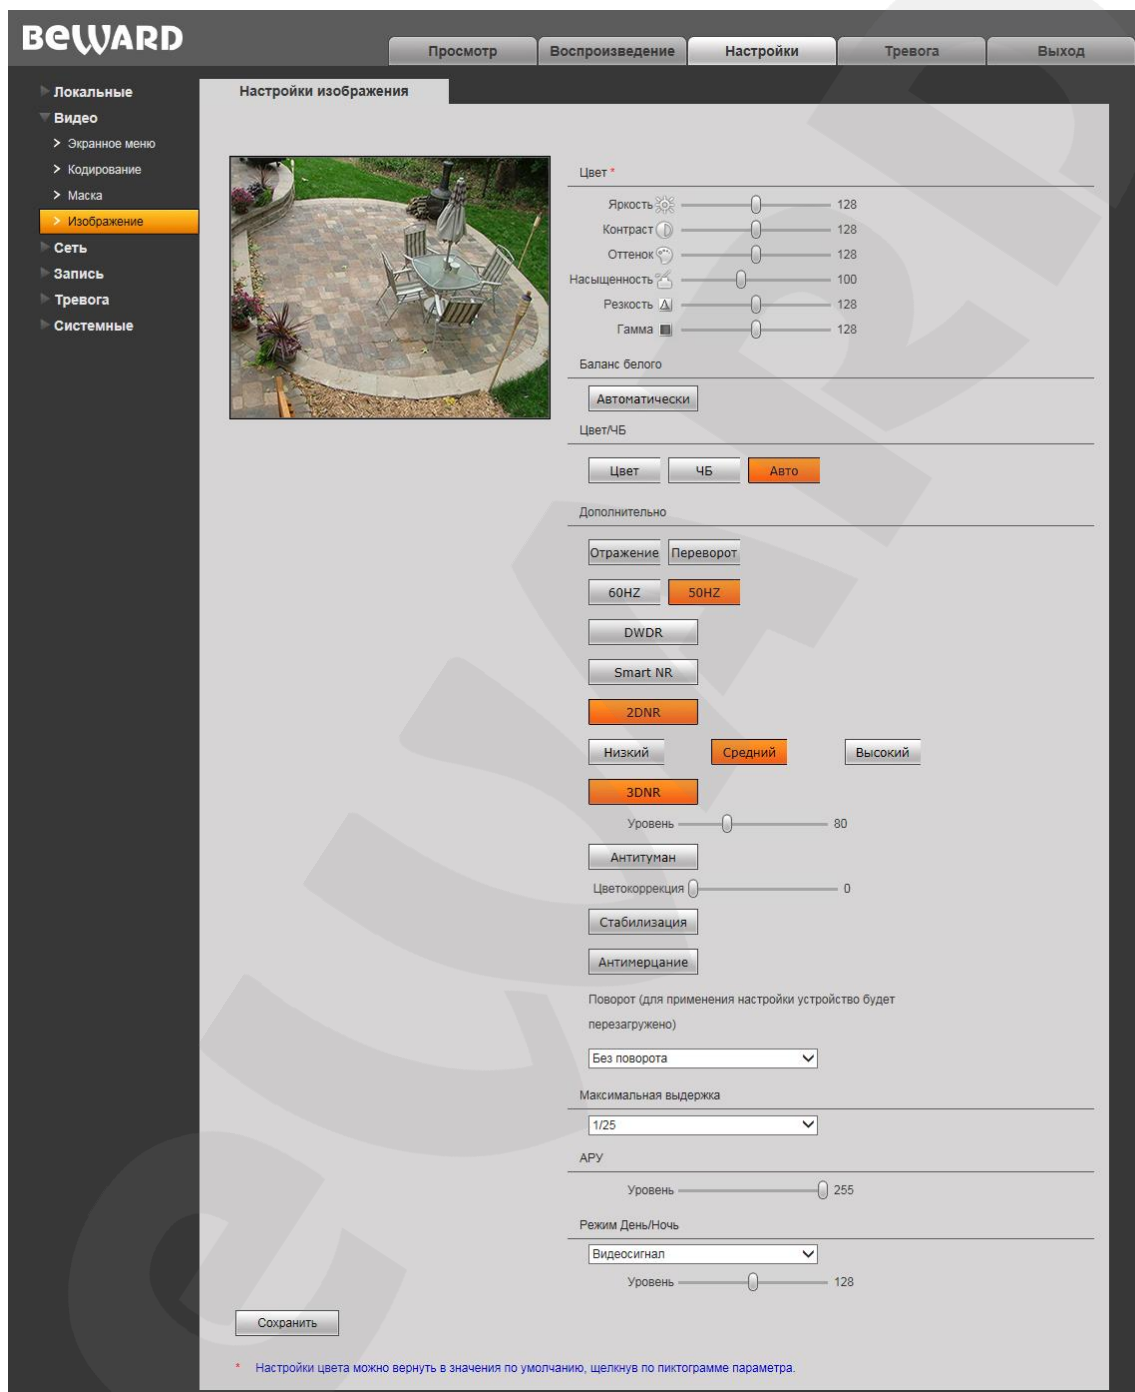 BEWARD
Просмотр Воспроизведение Настройки Тревога Выход
Локальные
Видео
> Экранное меню
> Кодирование
> Маска
> Изображение
Сеть
Запись
Тревога
Системные
Настройки изображения
Цвет *
Яркость 128
Контраст 128
Оттенок 128
Насыщенность 100
Резкость 128
Гамма 128
Баланс белого
Автоматически
Цвет/ЧБ
Цвет ЧБ Авто
Дополнительно
Отражение Переворот
60HZ 50HZ
DWDR
Smart NR
2DNR
Низкий Средний Высокий
3DNR
Уровень 80
Антитуман
Цветокоррекция 0
Стабилизация
Антимерцание
Поворот (для применения настройки устройство будет
перезагружено)
Без поворота
Максимальная выдержка
1/25
АРУ
Уровень 255
Режим День/Ночь
Видеосигнал
Уровень 128
Сохранить
* Настройки цвета можно вернуть в значения по умолчанию, щелкнув по пиктограмме параметра.